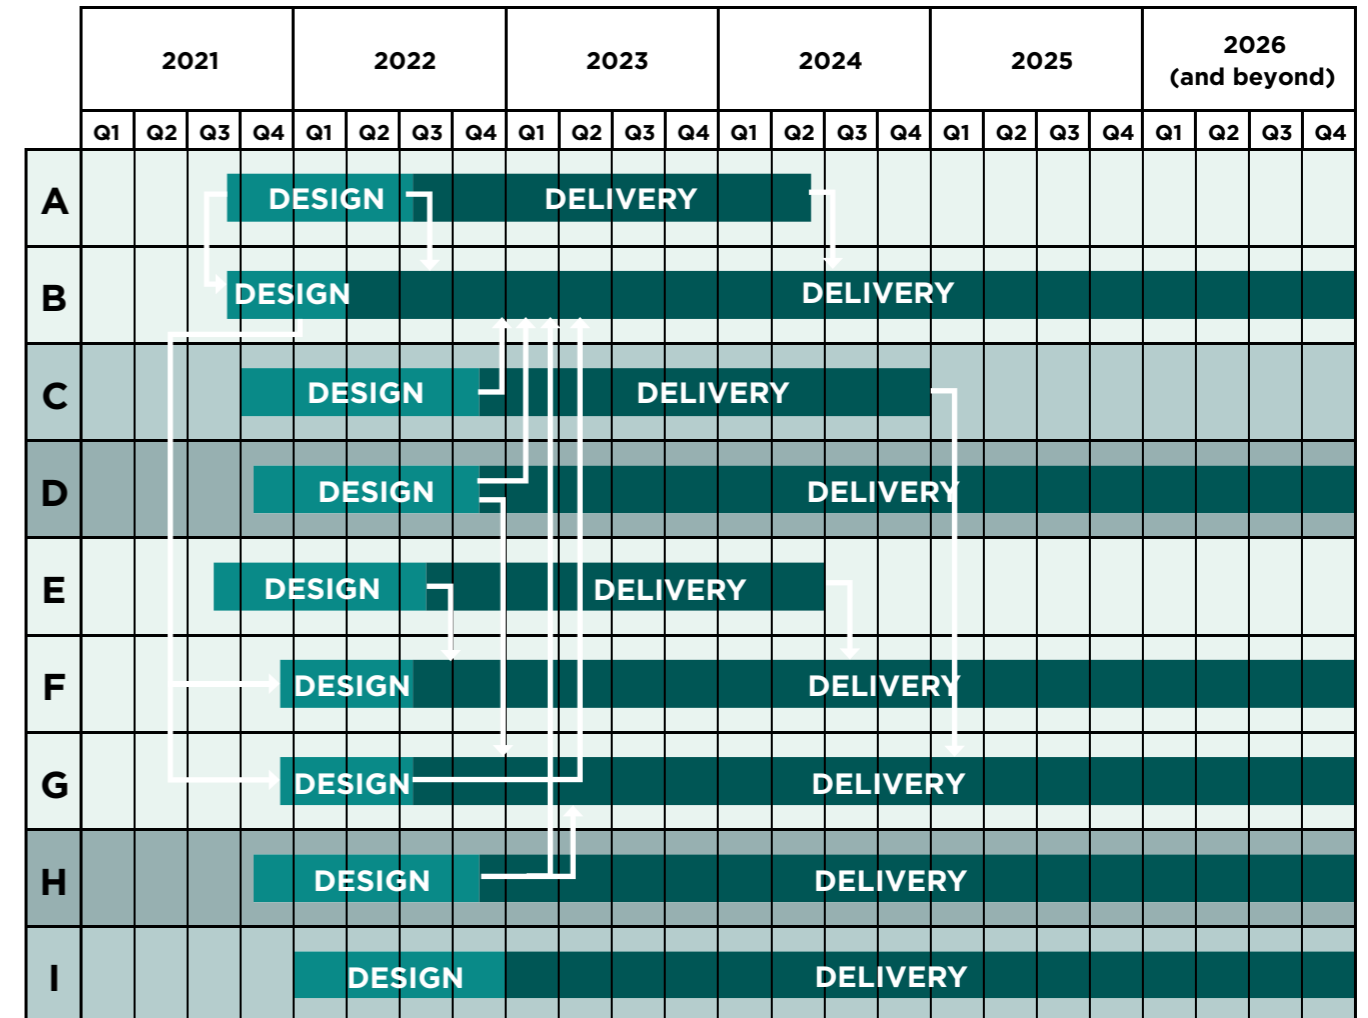 2021 2022 2023 2024 2025 2026
(and beyond)
Q1 Q2 Q3 Q4 Q1 Q2 Q3 Q4 Q1 Q2 Q3 Q4 Q1 Q2 Q3 Q4 Q1 Q2 Q3 Q4 Q1 Q2 Q3 Q4
A DESIGN DELIVERY
B DESIGN DELIVERY
C DESIGN DELIVERY
D DESIGN DELIVERY
E DESIGN DELIVERY
F DESIGN DELIVERY
G DESIGN DELIVERY
H DESIGN DELIVERY
I DESIGN DELIVERY